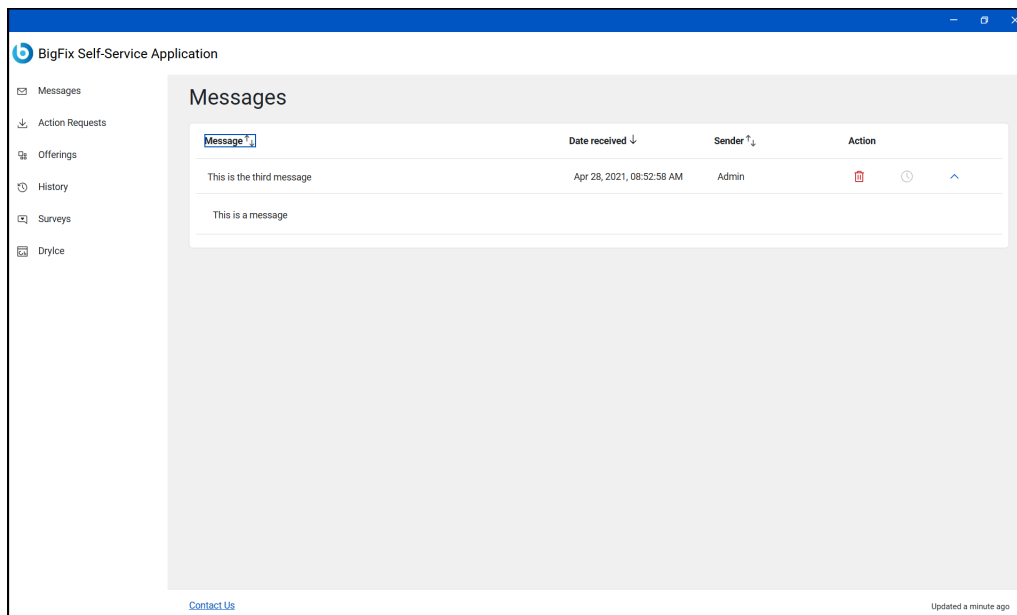 BigFix Self-Service Application
Messages
Action Requests
Offerings
History
Surveys
DryIce
Messages
Message Date received Sender Action
This is the third message Apr 28, 2021, 08:52:58 AM Admin
This is a message
Contact Us Updated a minute ago